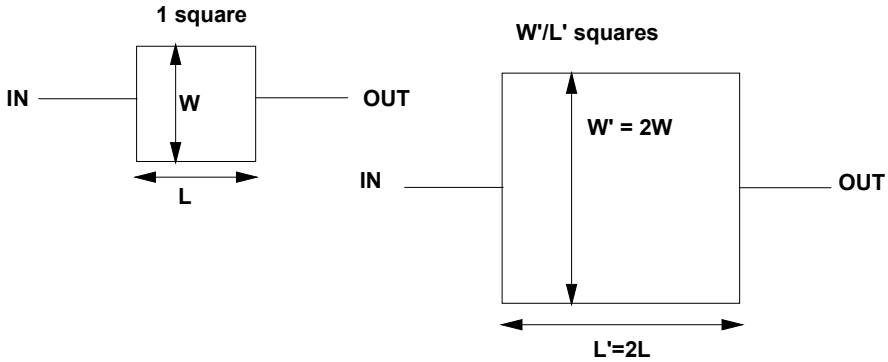 1 square
IN
W
OUT
L
W'/L' squares
W' = 2W
IN
OUT
L'=2L